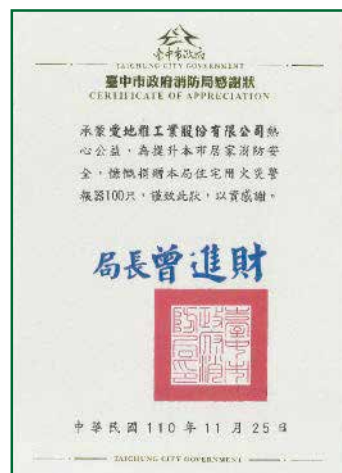 臺中市政府
TAICHUNG CITY GOVERNMENT
臺中市政府消防局感謝狀
CERTIFICATE OF APPRECIATION
承蒙愛地雅工業股份有限公司熱
心公益，為提升本市居家消防安
全，慷慨捐贈本局住宅用火災警
報器100只，謹致此狀，以資感謝。
局長曾進財
臺中市
政府消
防局印
中華民國110年11月25日
TAICHUNG CITY GOVERNMENT